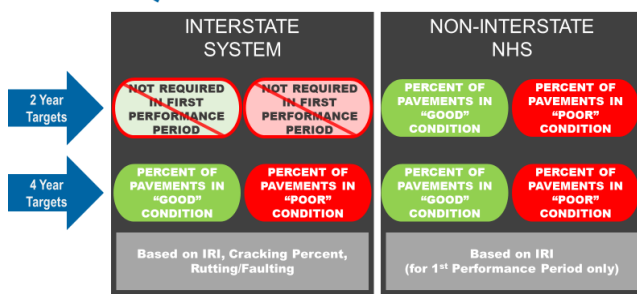 INTERSTATE
SYSTEM
NON-INTERSTATE
NHS
2 Year
Targets
NOT REQUIRED
IN FIRST
PERFORMANCE
PERIOD
NOT REQUIRED
IN FIRST
PERFORMANCE
PERIOD
PERCENT OF
PAVEMENTS IN
“GOOD”
CONDITION
PERCENT OF
PAVEMENTS IN
“POOR”
CONDITION
4 Year
Targets
PERCENT OF
PAVEMENTS IN
“GOOD”
CONDITION
PERCENT OF
PAVEMENTS IN
“POOR”
CONDITION
PERCENT OF
PAVEMENTS IN
“GOOD”
CONDITION
PERCENT OF
PAVEMENTS IN
“POOR”
CONDITION
Based on IRI, Cracking Percent,
Rutting/Faulting
Based on IRI
(for 1st Performance Period only)